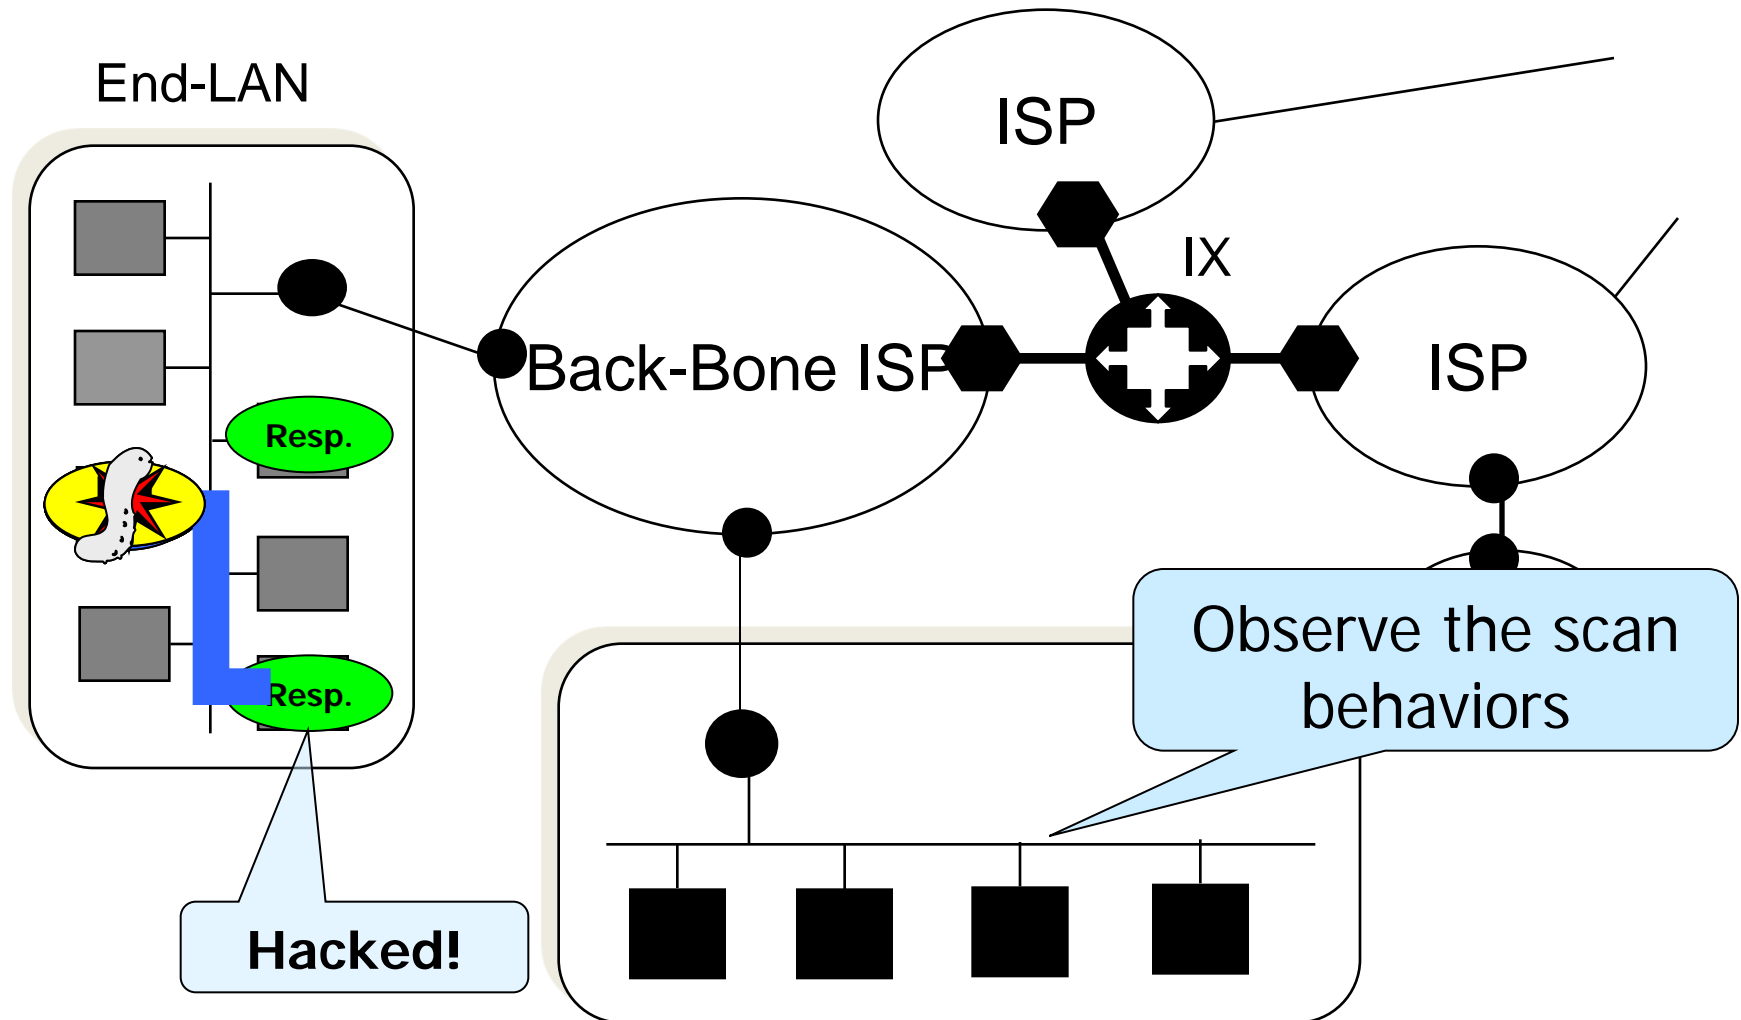 End-LAN
ISP
IX
Back-Bone ISP
ISP
Resp.
Resp.
Observe the scan
behaviors
Hacked!